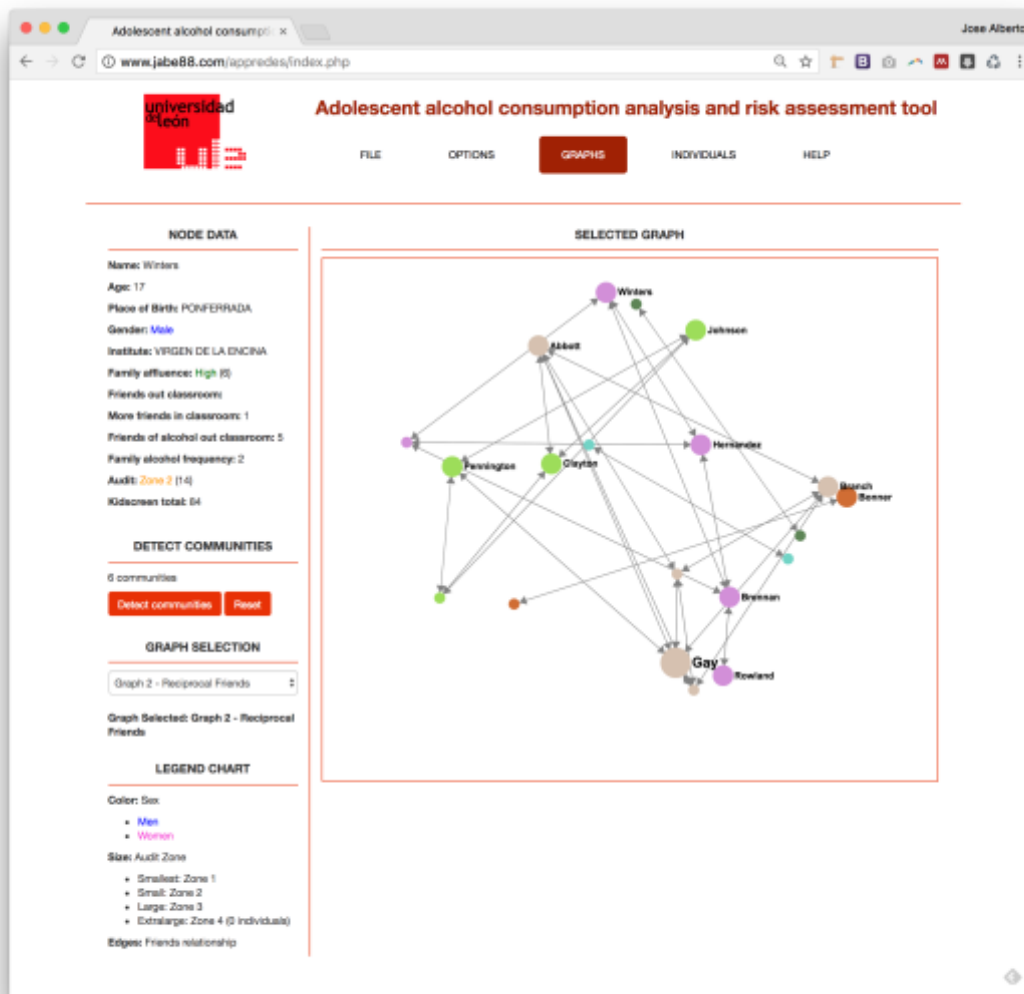 Adolescent alcohol consumpti
Jose Alberto
www.jabe88.com/appredes/index.php
universidad
de león
Adolescent alcohol consumption analysis and risk assessment tool
FILE OPTIONS GRAPHS INDIVIDUALS HELP
NODE DATA
Name: Winters
Age: 17
Place of Birth: PONFERRADA
Gender: Male
Institute: VIRGEN DE LA ENCINA
Family affluence: High (6)
Friends out classroom:
More friends in classroom: 1
Friends of alcohol out classroom: 5
Family alcohol frequency: 2
Audit: Zone 2 (14)
Kidscreen total: 84
DETECT COMMUNITIES
6 communities
Detect communities Reset
GRAPH SELECTION
Graph 2 - Reciprocal Friends
Graph Selected: Graph 2 - Reciprocal
Friends
LEGEND CHART
Color: Sex
Men
Women
Size: Audit Zone
Smallest: Zone 1
Small: Zone 2
Large: Zone 3
Extralarge: Zone 4 (0 individuals)
Edges: Friends relationship
SELECTED GRAPH
Winters
Johnson
Abbott
Hernandez
Pennington
Clayton
Branch
Bonner
Brennan
Gay
Rowland